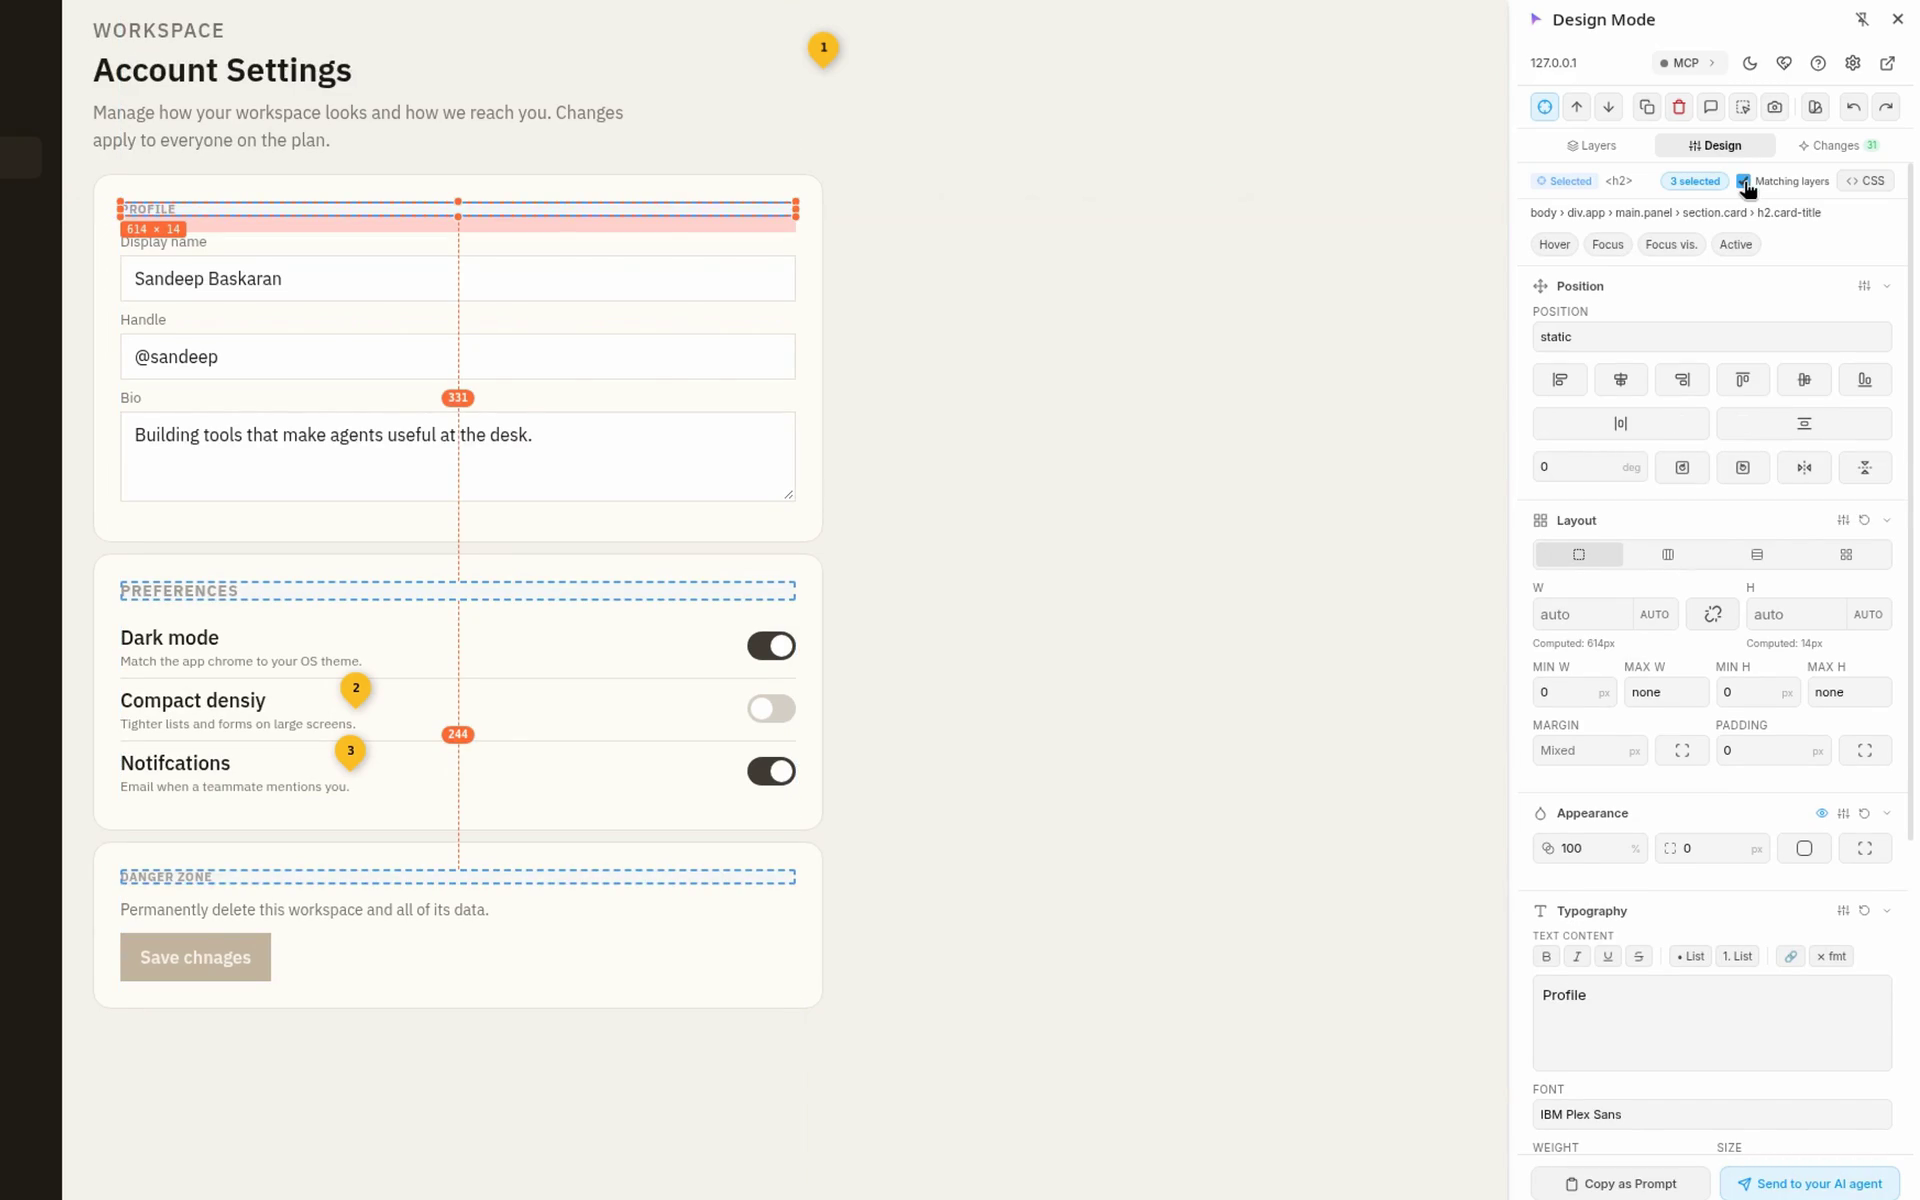 WORKSPACE
1
Account Settings
Manage how your workspace looks and how we reach you. Changes
apply to everyone on the plan.
PROFILE
614 × 14
Display name
Sandeep Baskaran
Handle
@sandeep
331
Bio
Building tools that make agents useful at the desk.
PREFERENCES
Dark mode
Match the app chrome to your OS theme.
2
Compact densiy
Tighter lists and forms on large screens.
244
3
Notifcations
Email when a teammate mentions you.
DANGER ZONE
Permanently delete this workspace and all of its data.
Save chnages
Design Mode
127.0.0.1 MCP
Layers Design Changes 31
Selected <h2> 3 selected Matching layers <> CSS
body › div.app › main.panel › section.card › h2.card-title
Hover Focus Focus vis. Active
Position
POSITION
static
0 deg
Layout
W H
auto AUTO auto AUTO
Computed: 614px Computed: 14px
MIN W MAX W MIN H MAX H
0 px none 0 px none
MARGIN PADDING
Mixed px 0 px
Appearance
100 % 0 px
Typography
TEXT CONTENT
B I U S • List 1. List × fmt
Profile
FONT
IBM Plex Sans
WEIGHT SIZE
Copy as Prompt Send to your AI agent